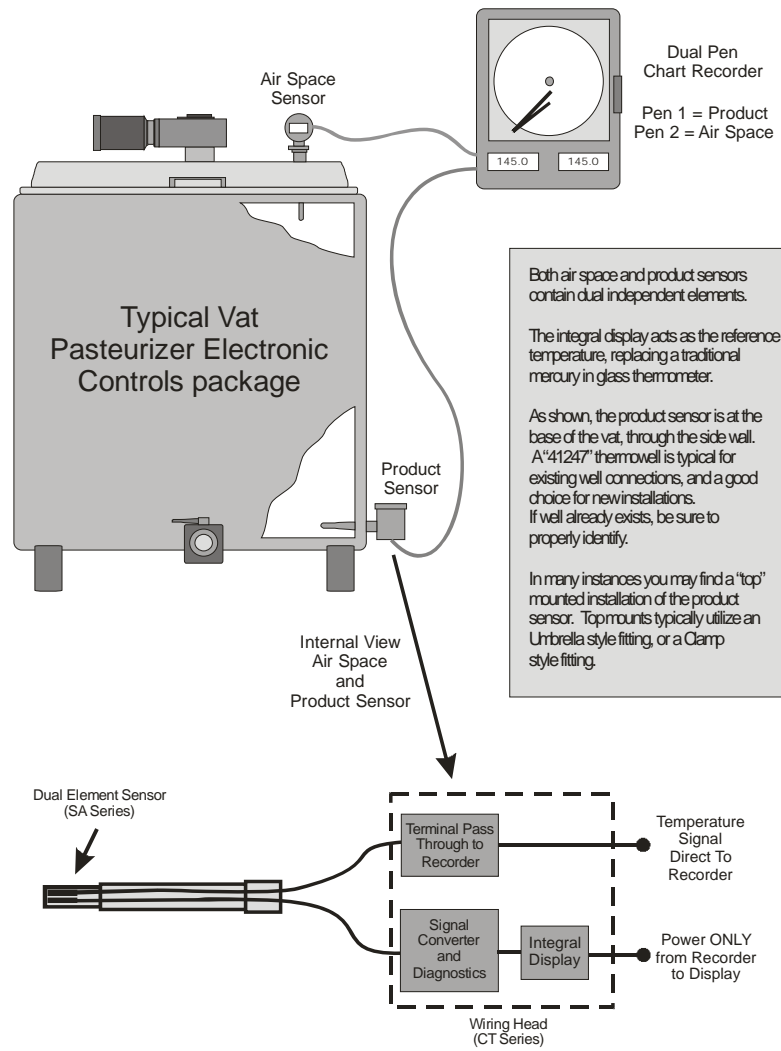 Air Space
Sensor
Dual Pen
Chart Recorder
Pen 1 = Product
Pen 2 = Air Space
145.0
145.0
Typical Vat
Pasteurizer Electronic
Controls package
Product
Sensor
Both air space and product sensors
contain dual independent elements.
The integral display acts as the reference
temperature, replacing a traditional
mercury in glass thermometer.
As shown, the product sensor is at the
base of the vat, through the side wall.
A "41247" thermowell is typical for
existing well connections, and a good
choice for new installations.
If well already exists, be sure to
properly identify.
In many instances you may find a "top"
mounted installation of the product
sensor. Top mounts typically utilize an
Umbrella style fitting, or a Clamp
style fitting.
Internal View
Air Space
and
Product Sensor
Dual Element Sensor
(SA Series)
Terminal Pass
Through to
Recorder
Temperature
Signal
Direct To
Recorder
Signal
Converter
and
Diagnostics
Integral
Display
Power ONLY
from Recorder
to Display
Wiring Head
(CT Series)